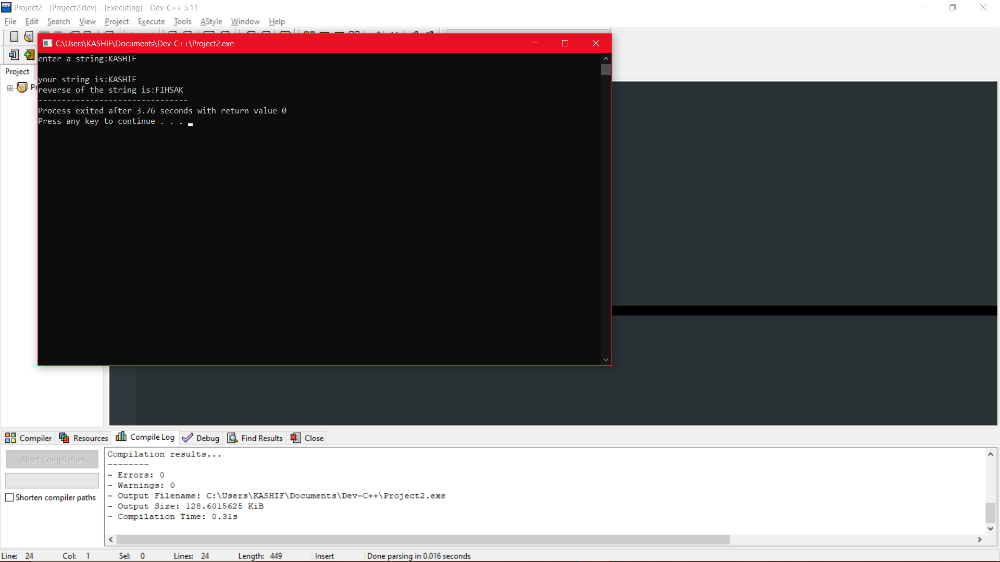 Project2 - [Project2.dev] - [Executing] - Dev-C++ 5.11
File Edit Search View Project Execute Tools AStyle Window Help
C:\Users\KASHIF\Documents\Dev-C++\Project2.exe
enter a string:KASHIF
your string is:KASHIF
reverse of the string is:FIHSAK
--------------------------------
Process exited after 3.76 seconds with return value 0
Press any key to continue . . .
Project
Pr
Compiler Resources Compile Log Debug Find Results Close
Abort Compilation
Shorten compiler paths
Compilation results...
--------
- Errors: 0
- Warnings: 0
- Output Filename: C:\Users\KASHIF\Documents\Dev-C++\Project2.exe
- Output Size: 128.6015625 KiB
- Compilation Time: 0.31s
Line: 24 Col: 1 Sel: 0 Lines: 24 Length: 449 Insert Done parsing in 0.016 seconds